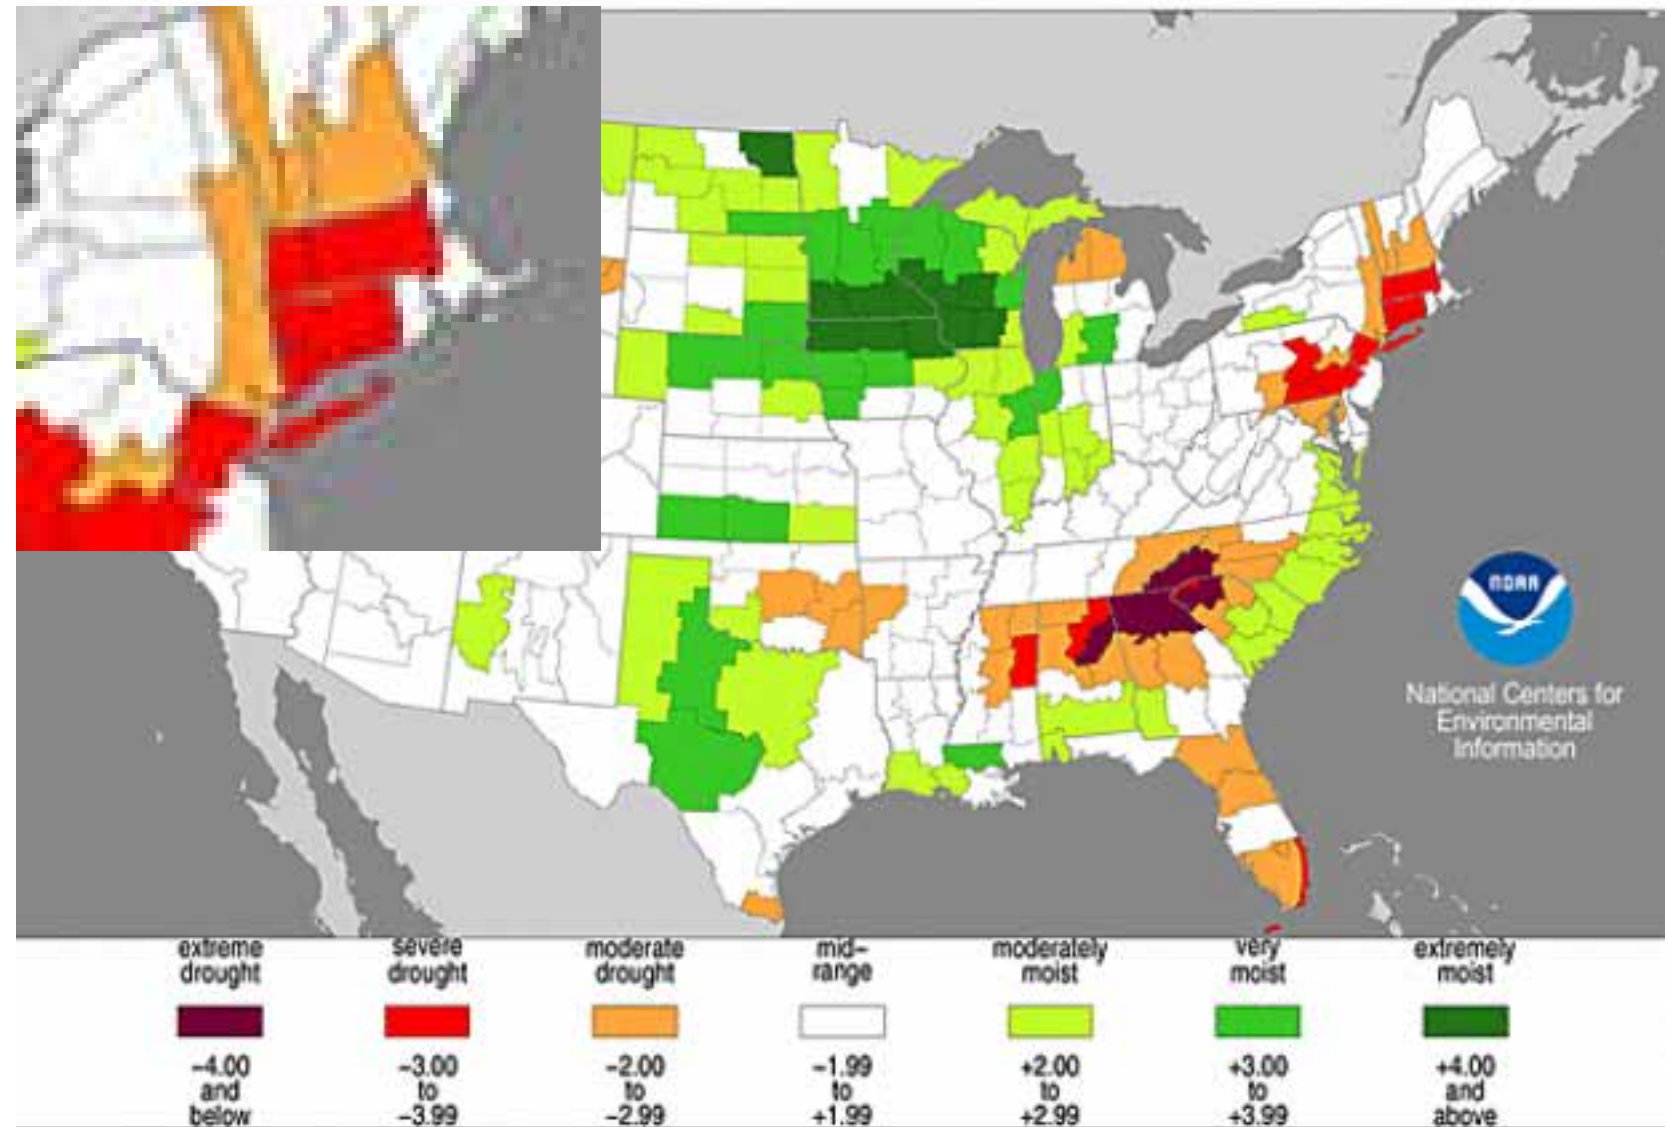 NOAA
National Centers for
Environmental
Information
extreme
drought
severe
drought
moderate
drought
mid–
range
moderately
moist
very
moist
extremely
moist
–4.00
and
below
–3.00
to
–3.99
–2.00
to
–2.99
–1.99
to
+1.99
+2.00
to
+2.99
+3.00
to
+3.99
+4.00
and
above